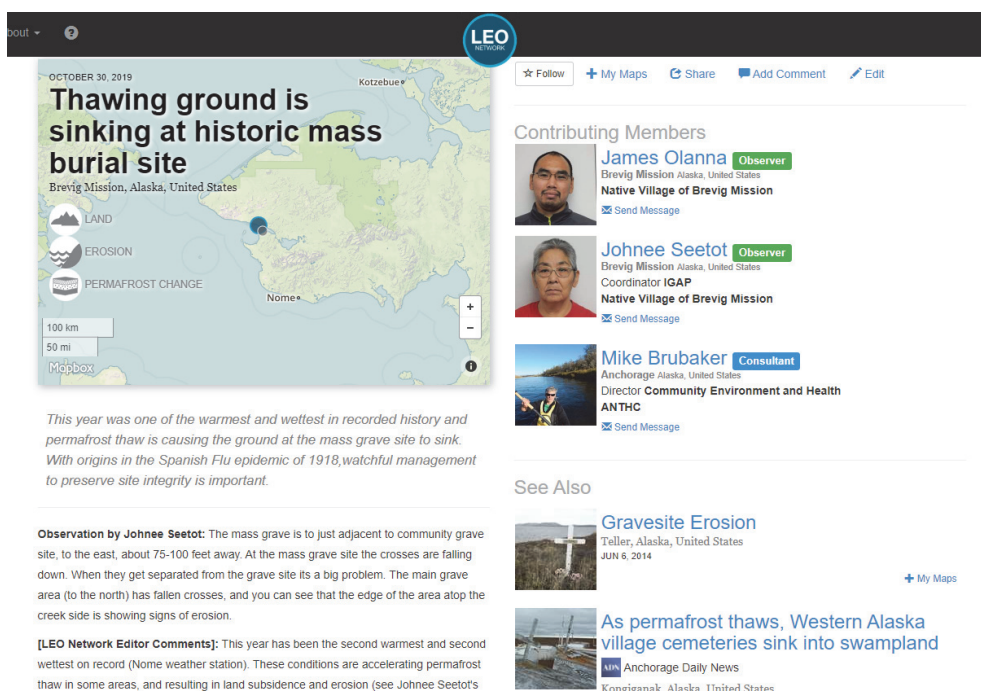 bout
?
LEO
NETWORK
OCTOBER 30, 2019
Thawing ground is
sinking at historic mass
burial site
Brevig Mission, Alaska, United States
LAND
EROSION
PERMAFROST CHANGE
Kotzebue
Nome
+
−
100 km
50 mi
Mapbox
i
This year was one of the warmest and wettest in recorded history and
permafrost thaw is causing the ground at the mass grave site to sink.
With origins in the Spanish Flu epidemic of 1918,watchful management
to preserve site integrity is important.
Observation by Johnee Seetot: The mass grave is to just adjacent to community grave
site, to the east, about 75-100 feet away. At the mass grave site the crosses are falling
down. When they get separated from the grave site its a big problem. The main grave
area (to the north) has fallen crosses, and you can see that the edge of the area atop the
creek side is showing signs of erosion.
[LEO Network Editor Comments]: This year has been the second warmest and second
wettest on record (Nome weather station). These conditions are accelerating permafrost
thaw in some areas, and resulting in land subsidence and erosion (see Johnee Seetot's
Follow
My Maps
Share
Add Comment
Edit
Contributing Members
James Olanna Observer
Brevig Mission Alaska, United States
Native Village of Brevig Mission
Send Message
Johnee Seetot Observer
Brevig Mission Alaska, United States
Coordinator IGAP
Native Village of Brevig Mission
Send Message
Mike Brubaker Consultant
Anchorage Alaska, United States
Director Community Environment and Health
ANTHC
Send Message
See Also
Gravesite Erosion
Teller, Alaska, United States
JUN 6, 2014
+ My Maps
As permafrost thaws, Western Alaska
village cemeteries sink into swampland
ADN Anchorage Daily News
Kongiganak, Alaska, United States